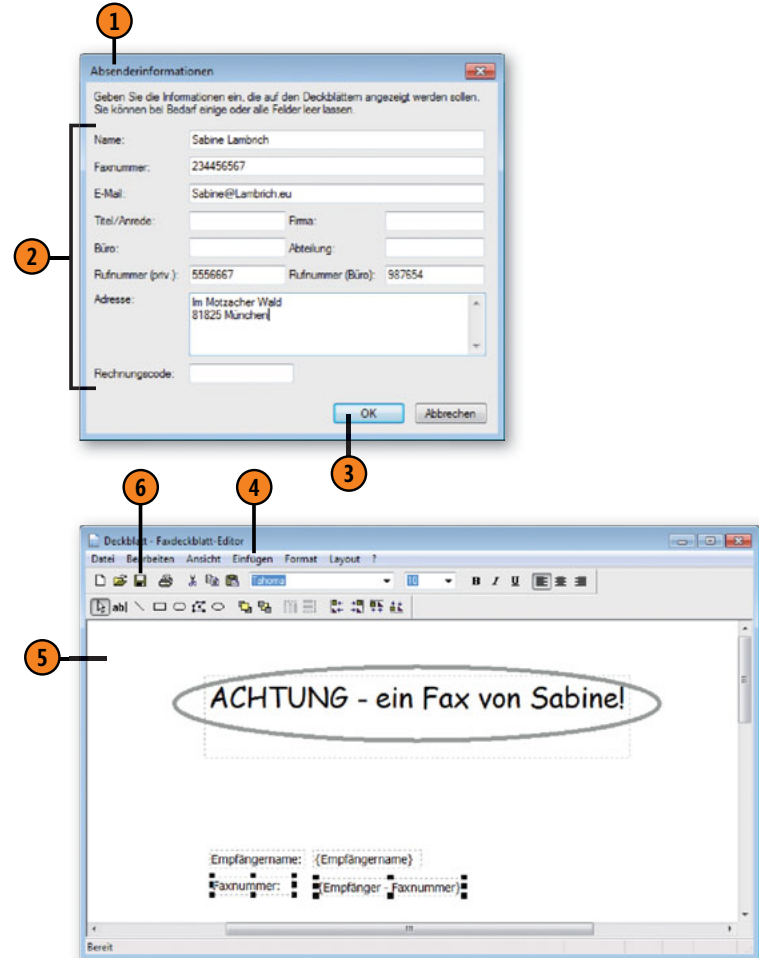 1
Absenderinformationen
Geben Sie die Informationen ein, die auf den Deckblättern angezeigt werden sollen.
Sie können bei Bedarf einige oder alle Felder leer lassen.
Name: Sabine Lambrich
Faxnummer: 234456567
E-Mail: Sabine@Lambrich.eu
Titel/Anrede: Firma:
2
Büro: Abteilung:
Rufnummer (priv.): 5556667 Rufnummer (Büro): 987654
Adresse: Im Motzacher Wald
81825 München
Rechnungscode:
OK Abbrechen
3
6 4
Deckblatt - Faxdeckblatt-Editor
Datei Bearbeiten Ansicht Einfügen Format Layout ?
Tahoma 10 B I U
ab|
5
ACHTUNG - ein Fax von Sabine!
Empfängername: {Empfängername}
Faxnummer: {Empfänger - Faxnummer}
Bereit